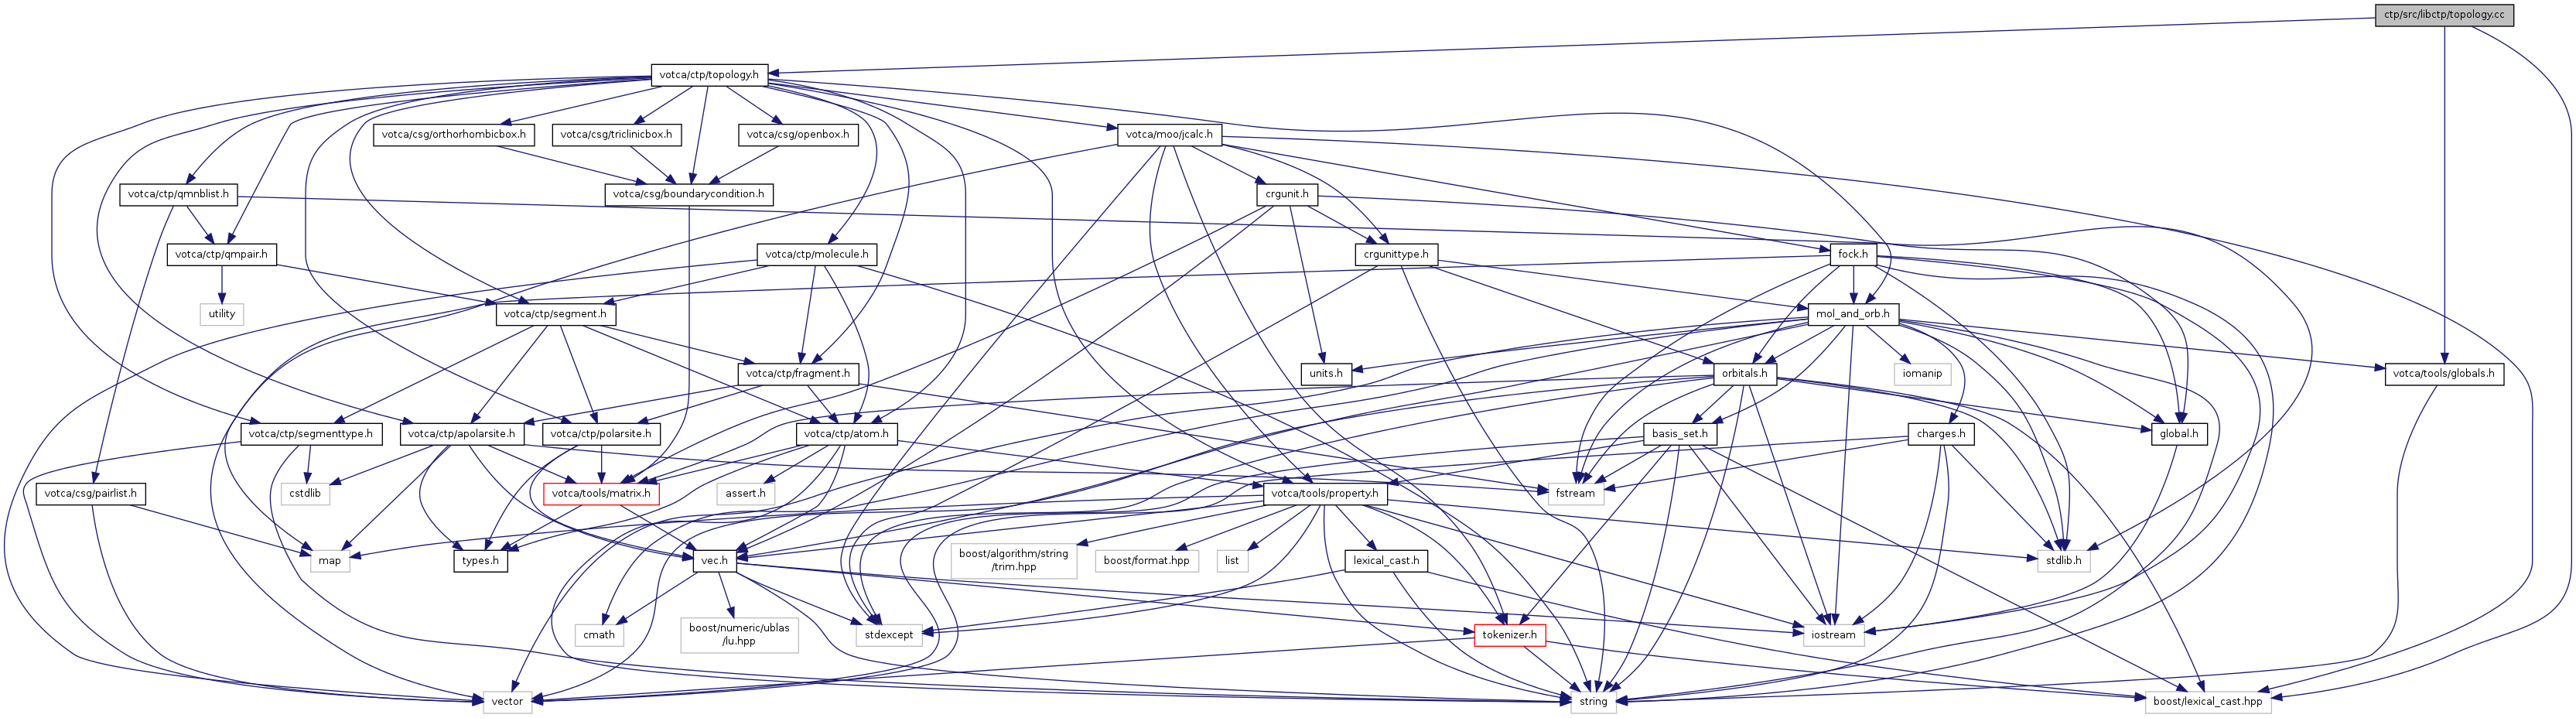 ctp/src/libctp/topology.cc
votca/ctp/topology.h
votca/csg/orthorhombicbox.h
votca/csg/triclinicbox.h
votca/csg/openbox.h
votca/moo/jcalc.h
votca/ctp/qmnblist.h
votca/csg/boundarycondition.h
crgunit.h
votca/ctp/qmpair.h
votca/ctp/molecule.h
crgunittype.h
fock.h
utility
votca/ctp/segment.h
mol_and_orb.h
votca/ctp/fragment.h
units.h
orbitals.h
iomanip
votca/tools/globals.h
votca/ctp/segmenttype.h
votca/ctp/apolarsite.h
votca/ctp/polarsite.h
votca/ctp/atom.h
basis_set.h
charges.h
global.h
votca/csg/pairlist.h
cstdlib
votca/tools/matrix.h
assert.h
votca/tools/property.h
fstream
map
types.h
vec.h
boost/algorithm/string
/trim.hpp
boost/format.hpp
list
lexical_cast.h
stdlib.h
cmath
boost/numeric/ublas
/lu.hpp
stdexcept
tokenizer.h
iostream
vector
string
boost/lexical_cast.hpp